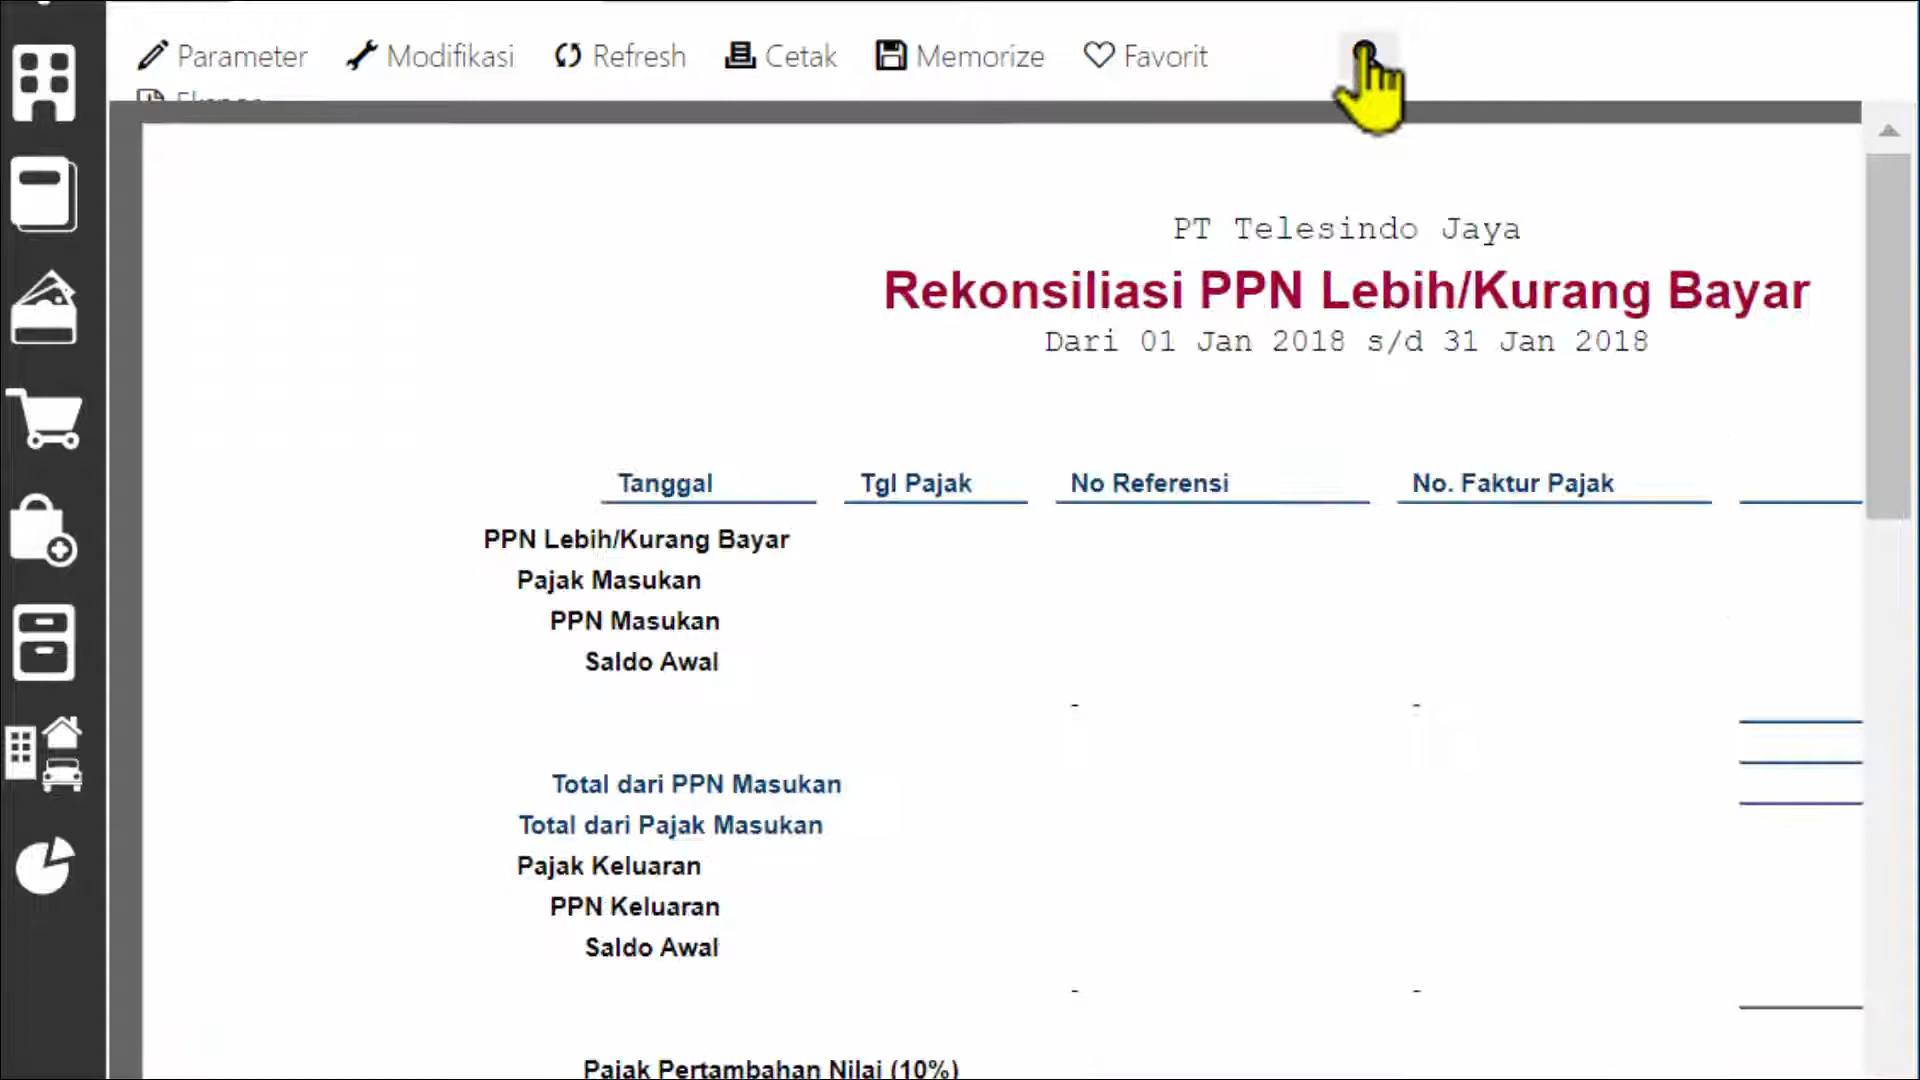 Parameter Modifikasi Refresh Cetak Memorize Favorit
PT Telesindo Jaya
Rekonsiliasi PPN Lebih/Kurang Bayar
Dari 01 Jan 2018 s/d 31 Jan 2018
Tanggal Tgl Pajak No Referensi No. Faktur Pajak
PPN Lebih/Kurang Bayar
Pajak Masukan
PPN Masukan
Saldo Awal
- -
Total dari PPN Masukan
Total dari Pajak Masukan
Pajak Keluaran
PPN Keluaran
Saldo Awal
- -
Pajak Pertambahan Nilai (10%)